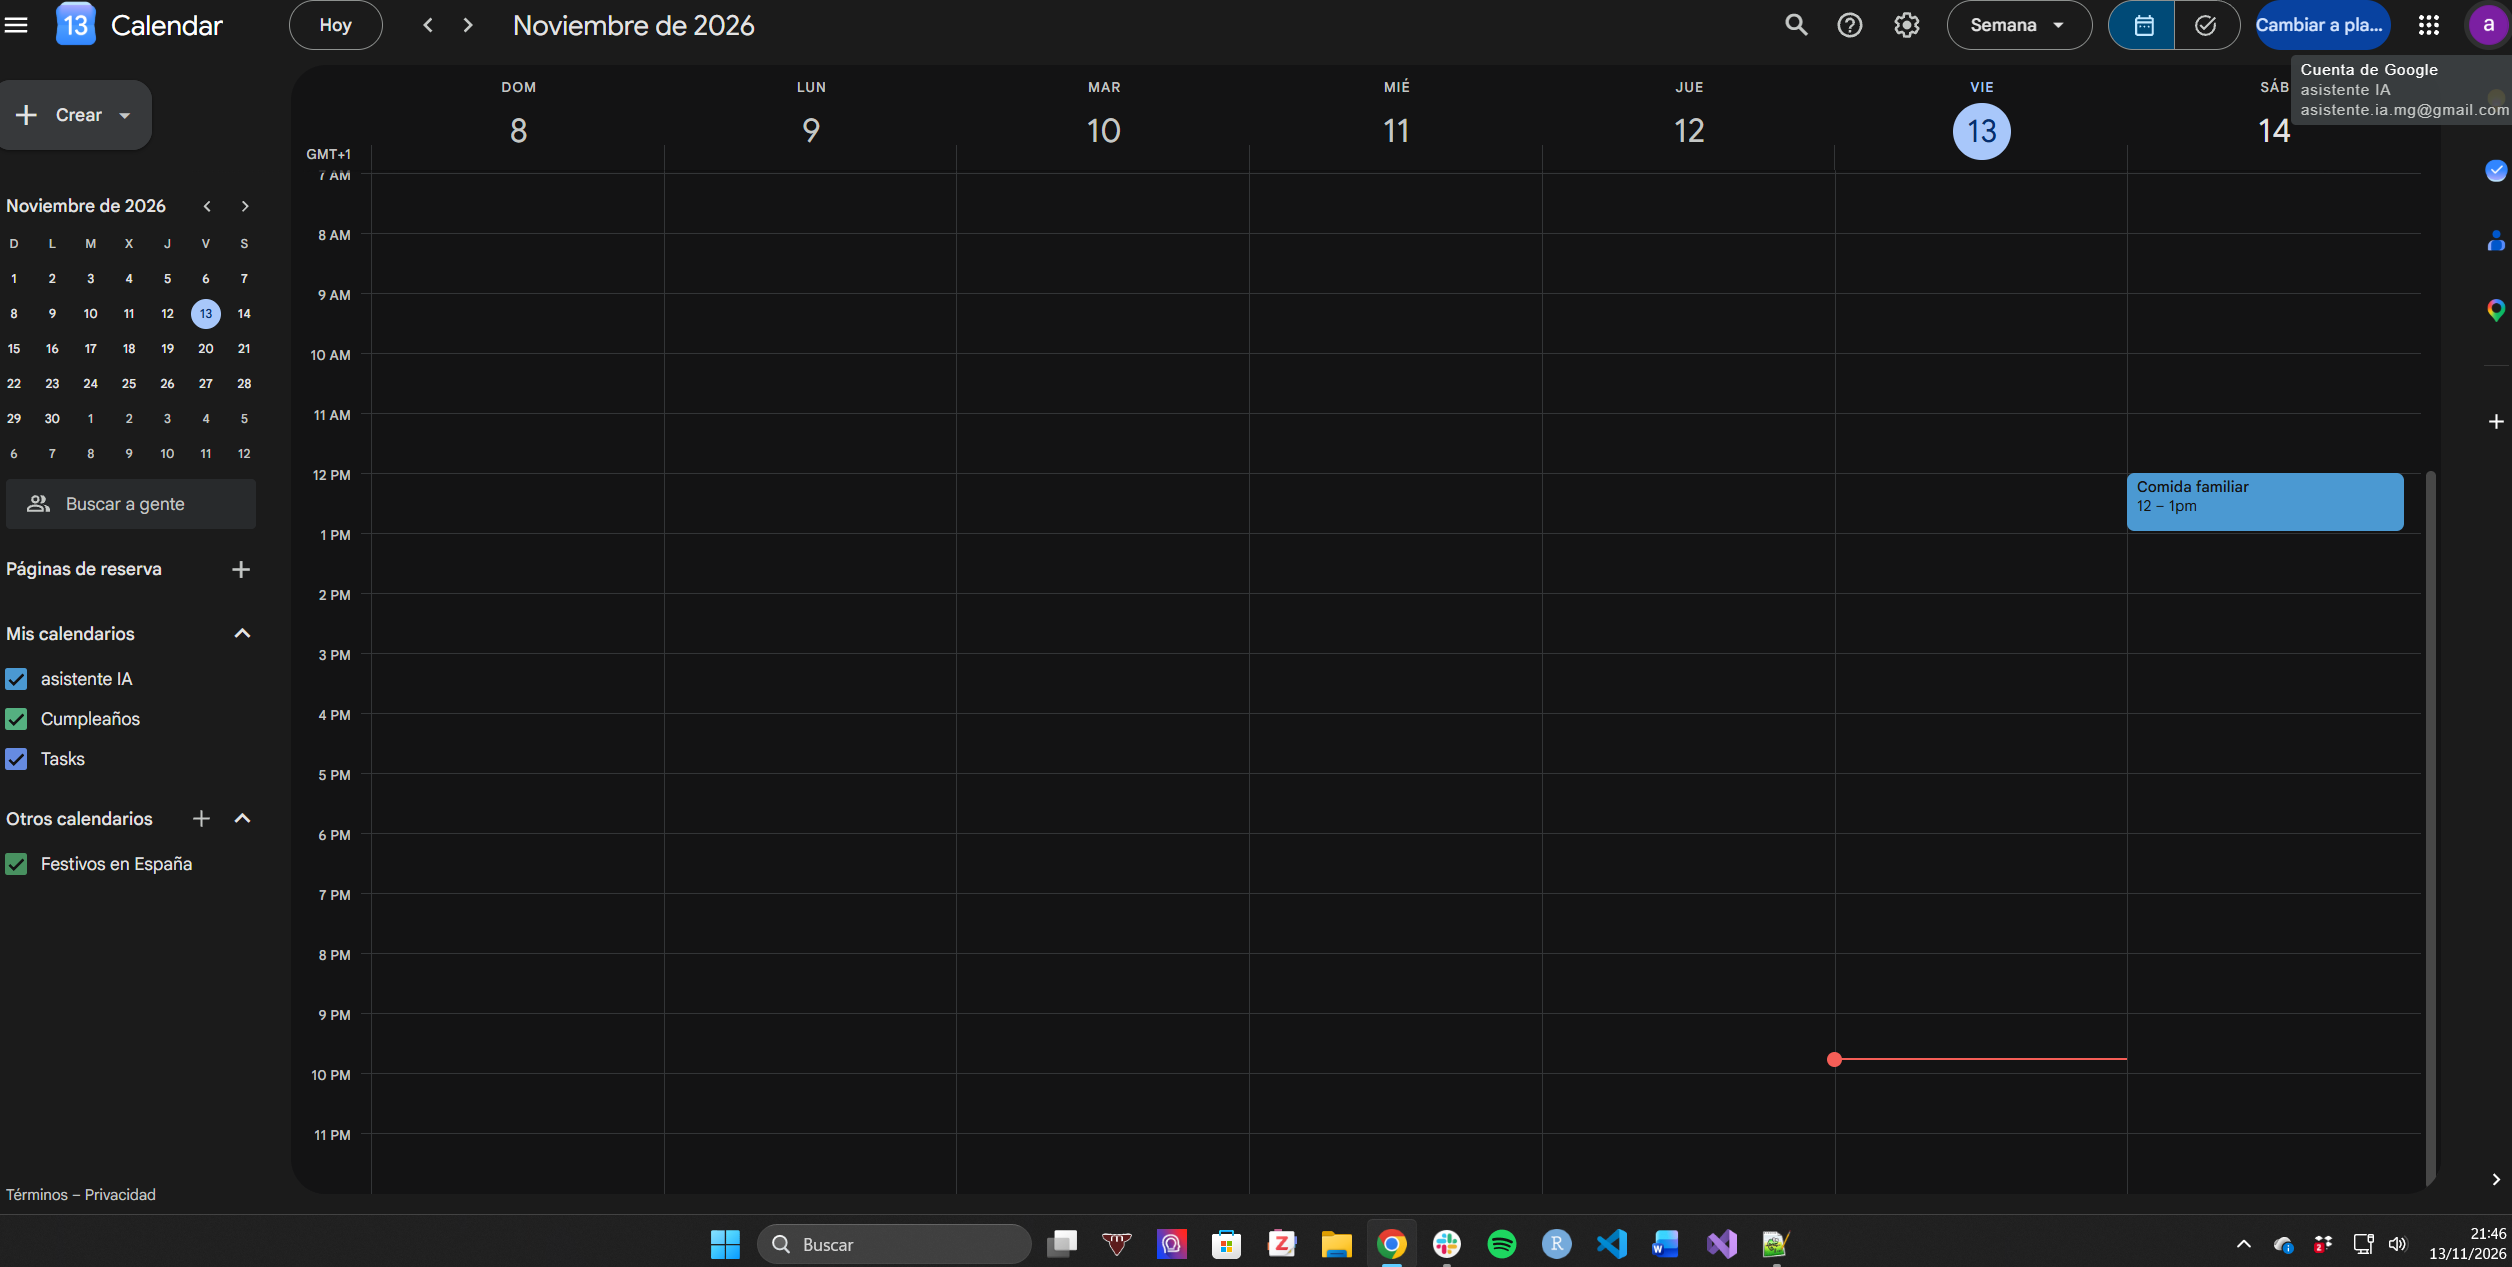 13 Calendar
Hoy
Noviembre de 2026
Semana
Cambiar a pla...
a
Cuenta de Google
asistente IA
asistente.ia.mg@gmail.com
Crear
Noviembre de 2026
D L M X J V S
1 2 3 4 5 6 7
8 9 10 11 12 13 14
15 16 17 18 19 20 21
22 23 24 25 26 27 28
29 30 1 2 3 4 5
6 7 8 9 10 11 12
Buscar a gente
Páginas de reserva
Mis calendarios
asistente IA
Cumpleaños
Tasks
Otros calendarios
Festivos en España
Términos – Privacidad
DOM LUN MAR MIÉ JUE VIE SÁB
8 9 10 11 12 13 14
GMT+1
7 AM
8 AM
9 AM
10 AM
11 AM
12 PM
1 PM
2 PM
3 PM
4 PM
5 PM
6 PM
7 PM
8 PM
9 PM
10 PM
11 PM
Comida familiar
12 – 1pm
Buscar
21:46
13/11/2026